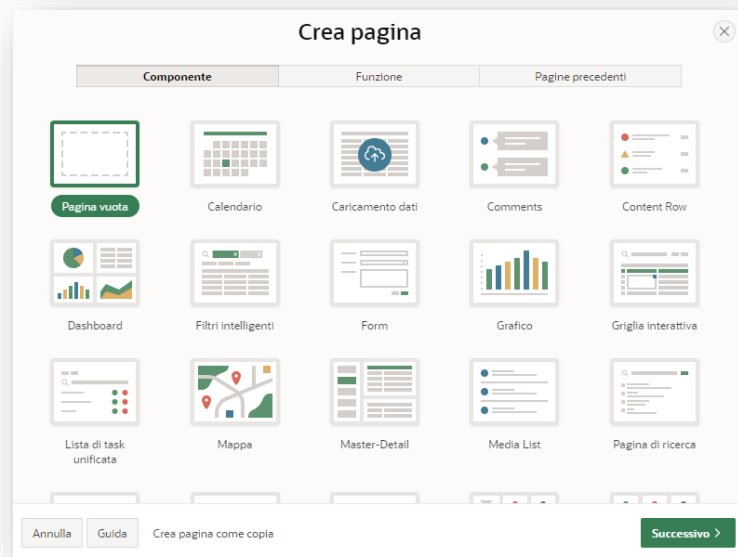 Crea pagina
Componente
Funzione
Pagine precedenti
Pagina vuota
Calendario
Caricamento dati
Comments
Content Row
Dashboard
Filtri intelligenti
Form
Grafico
Griglia interattiva
Lista di task
unificata
Mappa
Master-Detail
Media List
Pagina di ricerca
Annulla
Guida
Crea pagina come copia
Successivo